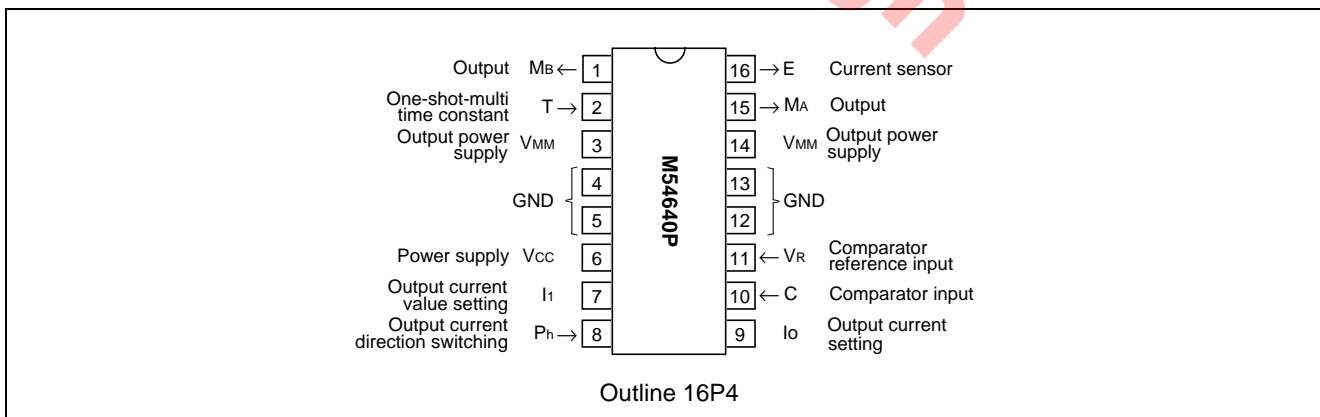 on
Output MB ← 1
One-shot-multi
time constant T → 2
Output power
supply VMM 3
GND 4
5
Power supply VCC 6
Output current
value setting I1 7
Output current
direction switching Ph → 8
M54640P
16 → E Current sensor
15 → MA Output
14 VMM Output power
supply
13 GND
12
11 ← VR Comparator
reference input
10 ← C Comparator input
9 Io Output current
setting
Outline 16P4